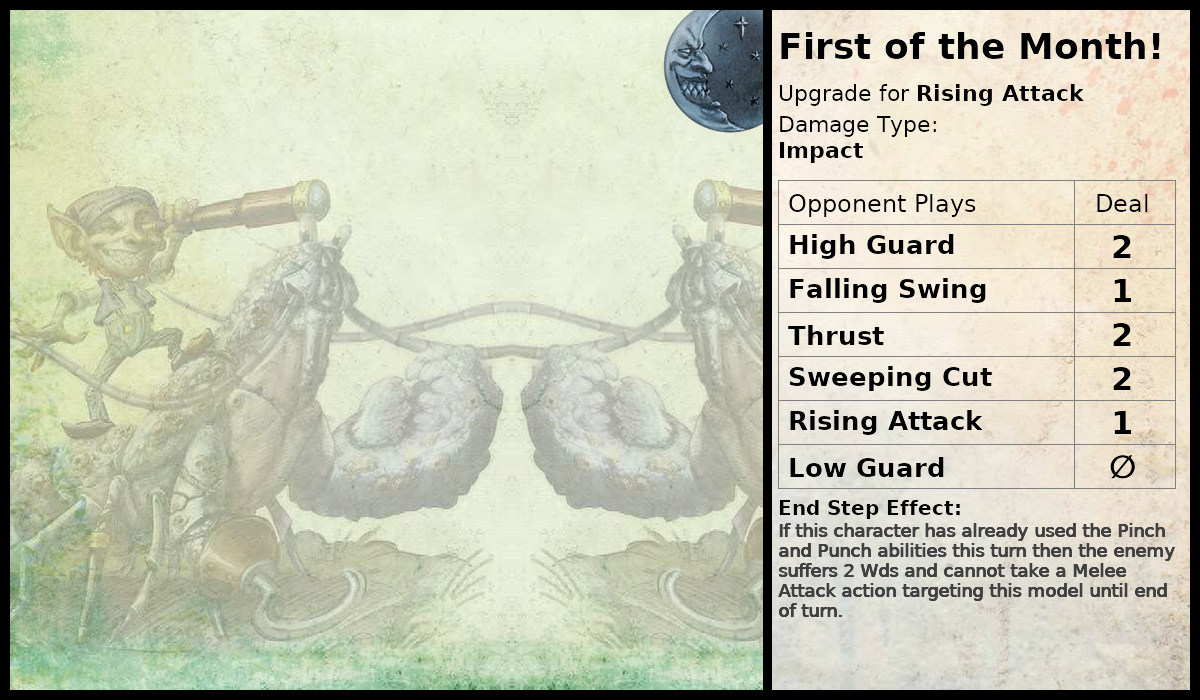 First of the Month!
Upgrade for Rising Attack
Damage Type:
Impact
Opponent Plays Deal
High Guard 2
Falling Swing 1
Thrust 2
Sweeping Cut 2
Rising Attack 1
Low Guard ∅
End Step Effect:
If this character has already used the Pinch
and Punch abilities this turn then the enemy
suffers 2 Wds and cannot take a Melee
Attack action targeting this model until end
of turn.